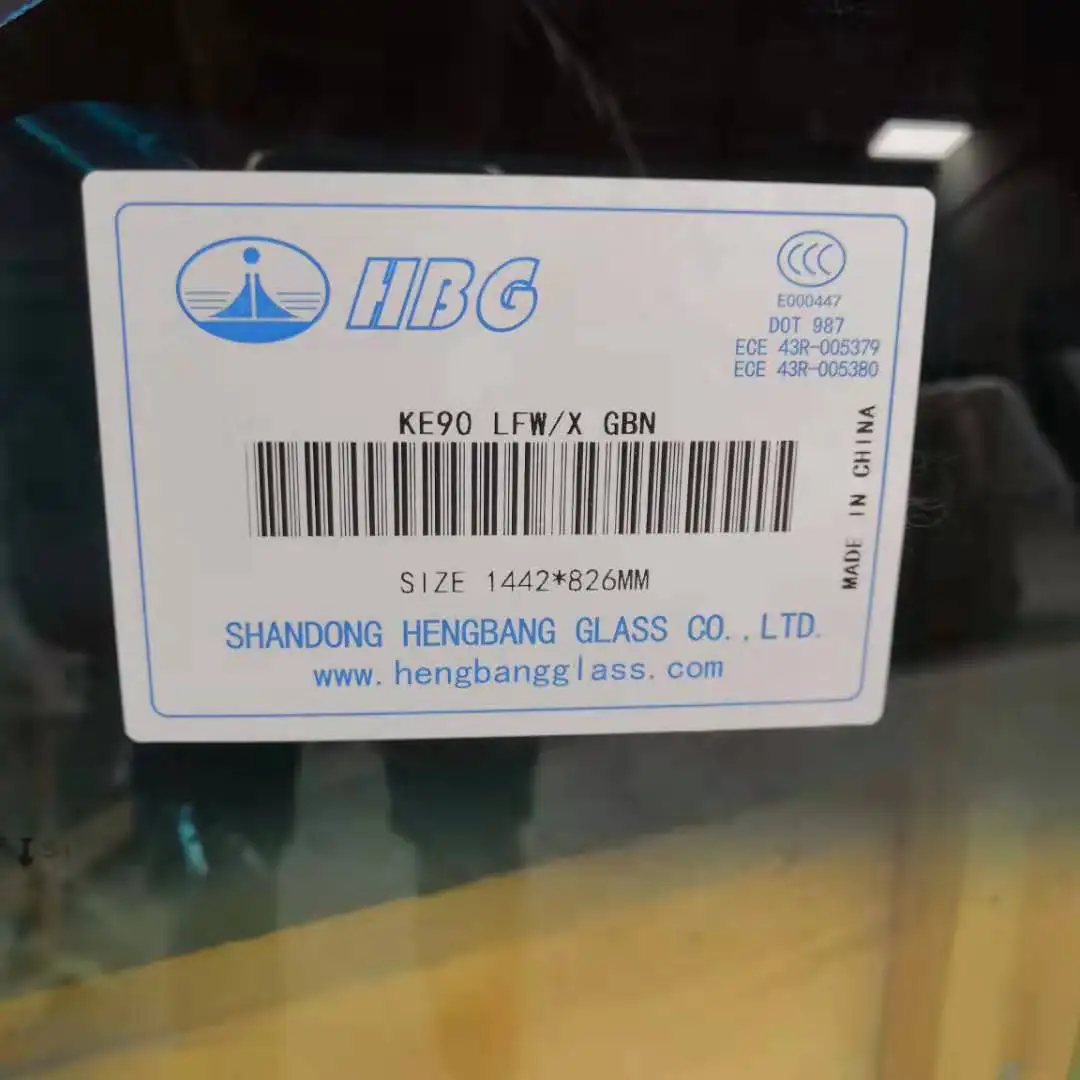 HBG
CCC
E000447
DOT 987
ECE 43R-005379
ECE 43R-005380
KE90 LFW/X GBN
MADE IN CHINA
SIZE 1442*826MM
SHANDONG HENGBANG GLASS CO.,LTD.
www.hengbangglass.com